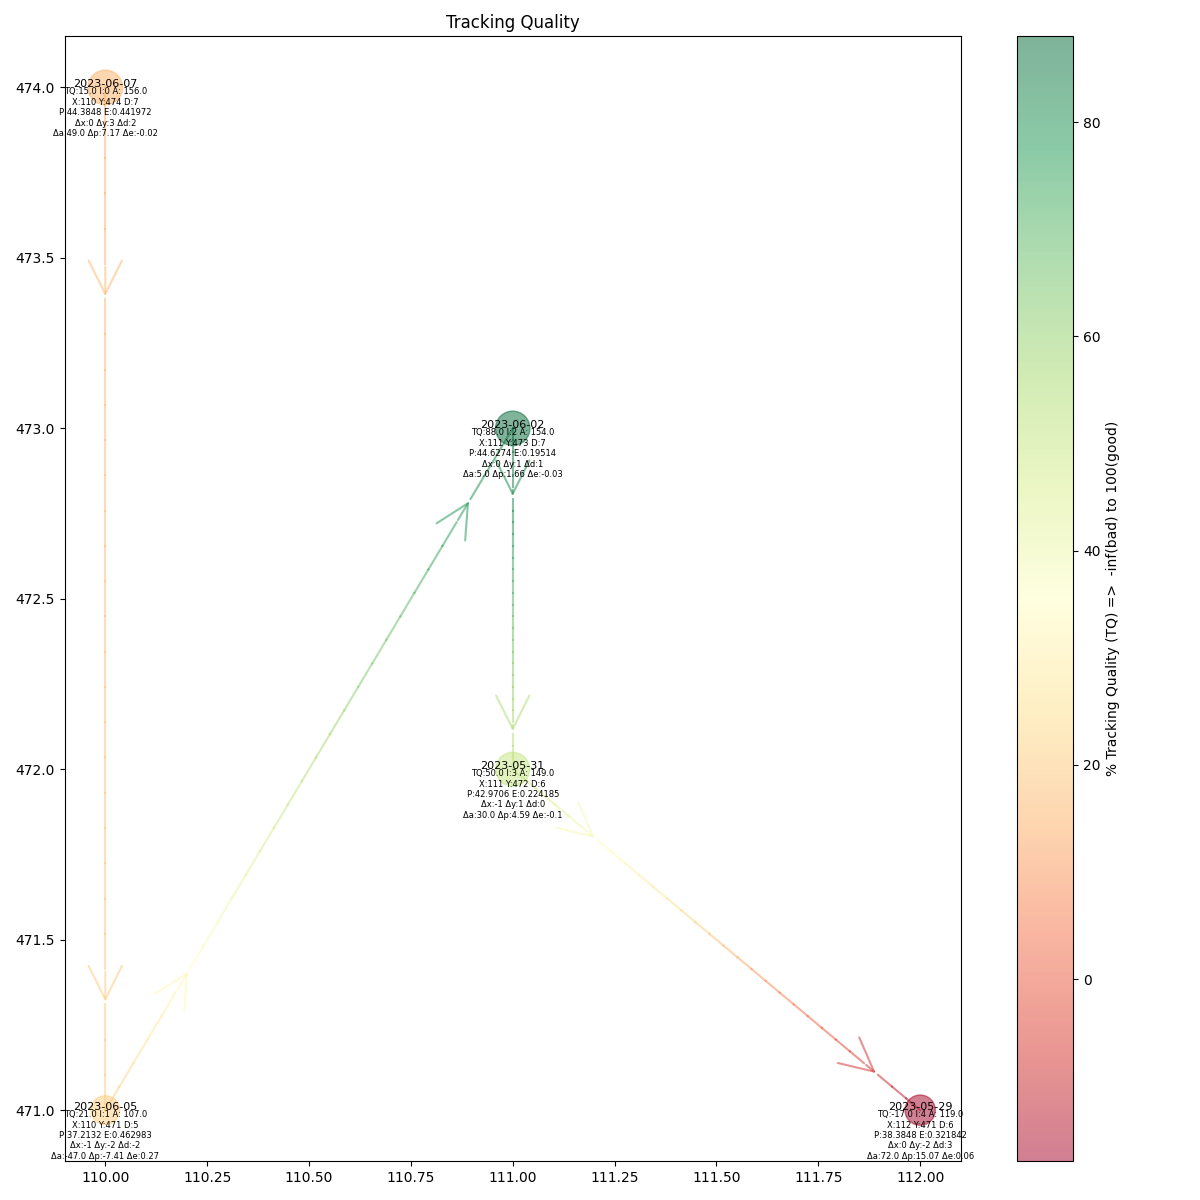 Tracking Quality
474.0
473.5
473.0
472.5
472.0
471.5
471.0
2023-06-07
TQ:15.0 I:0 A: 156.0
X:110 Y:474 D:7
P:44.3848 E:0.441972
Δx:0 Δy:3 Δd:2
Δa:49.0 Δp:7.17 Δe:-0.02
2023-06-02
TQ:88.0 I:2 A: 154.0
X:111 Y:473 D:7
P:44.6274 E:0.19514
Δx:0 Δy:1 Δd:1
Δa:5.0 Δp:1.66 Δe:-0.03
2023-05-31
TQ:50.0 I:3 A: 149.0
X:111 Y:472 D:6
P:42.9706 E:0.224185
Δx:-1 Δy:1 Δd:0
Δa:30.0 Δp:4.59 Δe:-0.1
2023-06-05
TQ:21.0 I:1 A: 107.0
X:110 Y:471 D:5
P:37.2132 E:0.462983
Δx:-1 Δy:-2 Δd:-2
Δa:-47.0 Δp:-7.41 Δe:0.27
2023-05-29
TQ:-17.0 I:4 A: 119.0
X:112 Y:471 D:6
P:38.3848 E:0.321842
Δx:0 Δy:-2 Δd:3
Δa:72.0 Δp:15.07 Δe:0.06
110.00 110.25 110.50 110.75 111.00 111.25 111.50 111.75 112.00
80
60
40
20
0
% Tracking Quality (TQ) => -inf(bad) to 100(good)